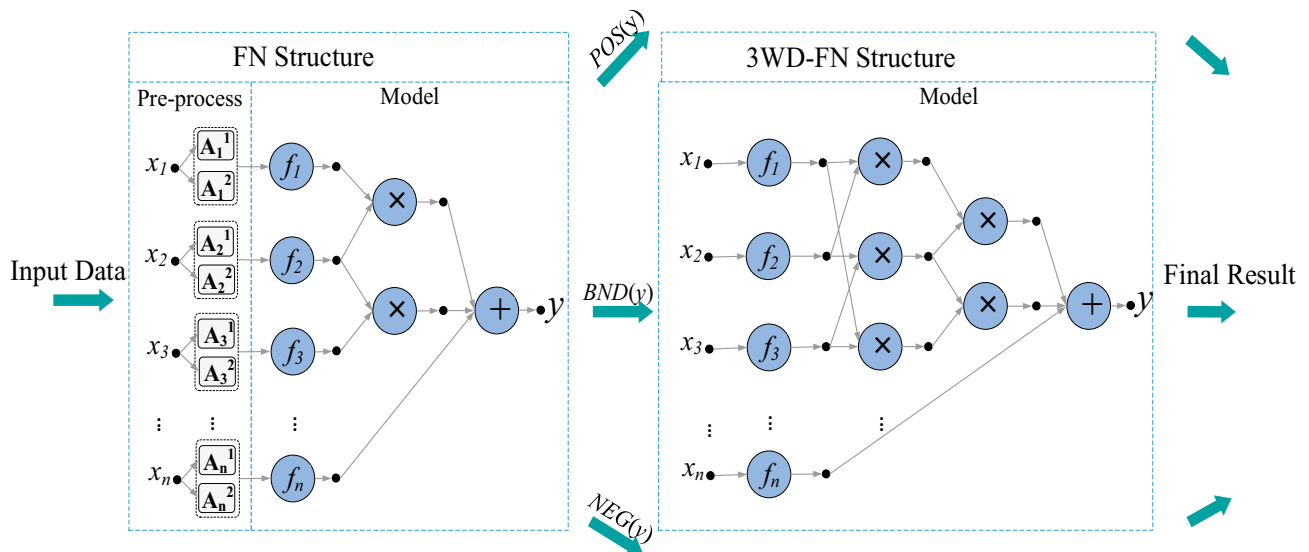 FN Structure
Pre-process
Model
x1
A1^1
A1^2
f1
×
x2
A2^1
A2^2
f2
Input Data
×
+
y
x3
A3^1
A3^2
f3
⋮ ⋮ ⋮
xn
An^1
An^2
fn
POS(y)
BND(y)
NEG(y)
3WD-FN Structure
Model
x1
f1
×
×
x2
f2
×
×
+
y
x3
f3
×
⋮ ⋮ ⋮
xn
fn
Final Result